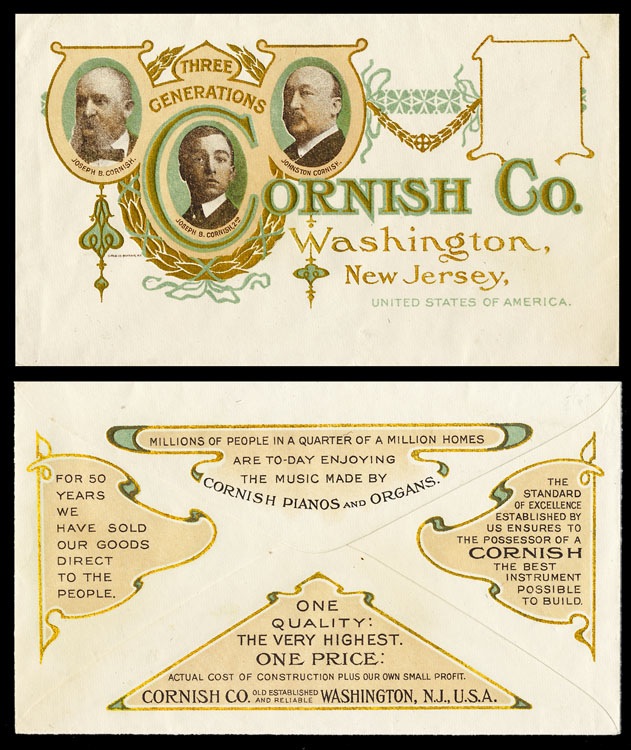 THREE
GENERATIONS
JOSEPH B. CORNISH.
JOHNSTON CORNISH.
JOSEPH B. CORNISH, 2ND
CORNISH CO.
Washington,
New Jersey,
UNITED STATES OF AMERICA.
MILLIONS OF PEOPLE IN A QUARTER OF A MILLION HOMES
ARE TO-DAY ENJOYING
THE MUSIC MADE BY
CORNISH PIANOS AND ORGANS.
FOR 50
YEARS
WE
HAVE SOLD
OUR GOODS
DIRECT
TO THE
PEOPLE.
THE
STANDARD
OF EXCELLENCE
ESTABLISHED BY
US ENSURES TO
THE POSSESSOR OF A
CORNISH
THE BEST
INSTRUMENT
POSSIBLE
TO BUILD.
ONE
QUALITY:
THE VERY HIGHEST.
ONE PRICE:
ACTUAL COST OF CONSTRUCTION PLUS OUR OWN SMALL PROFIT.
CORNISH CO. OLD ESTABLISHED AND RELIABLE WASHINGTON, N.J., U.S.A.